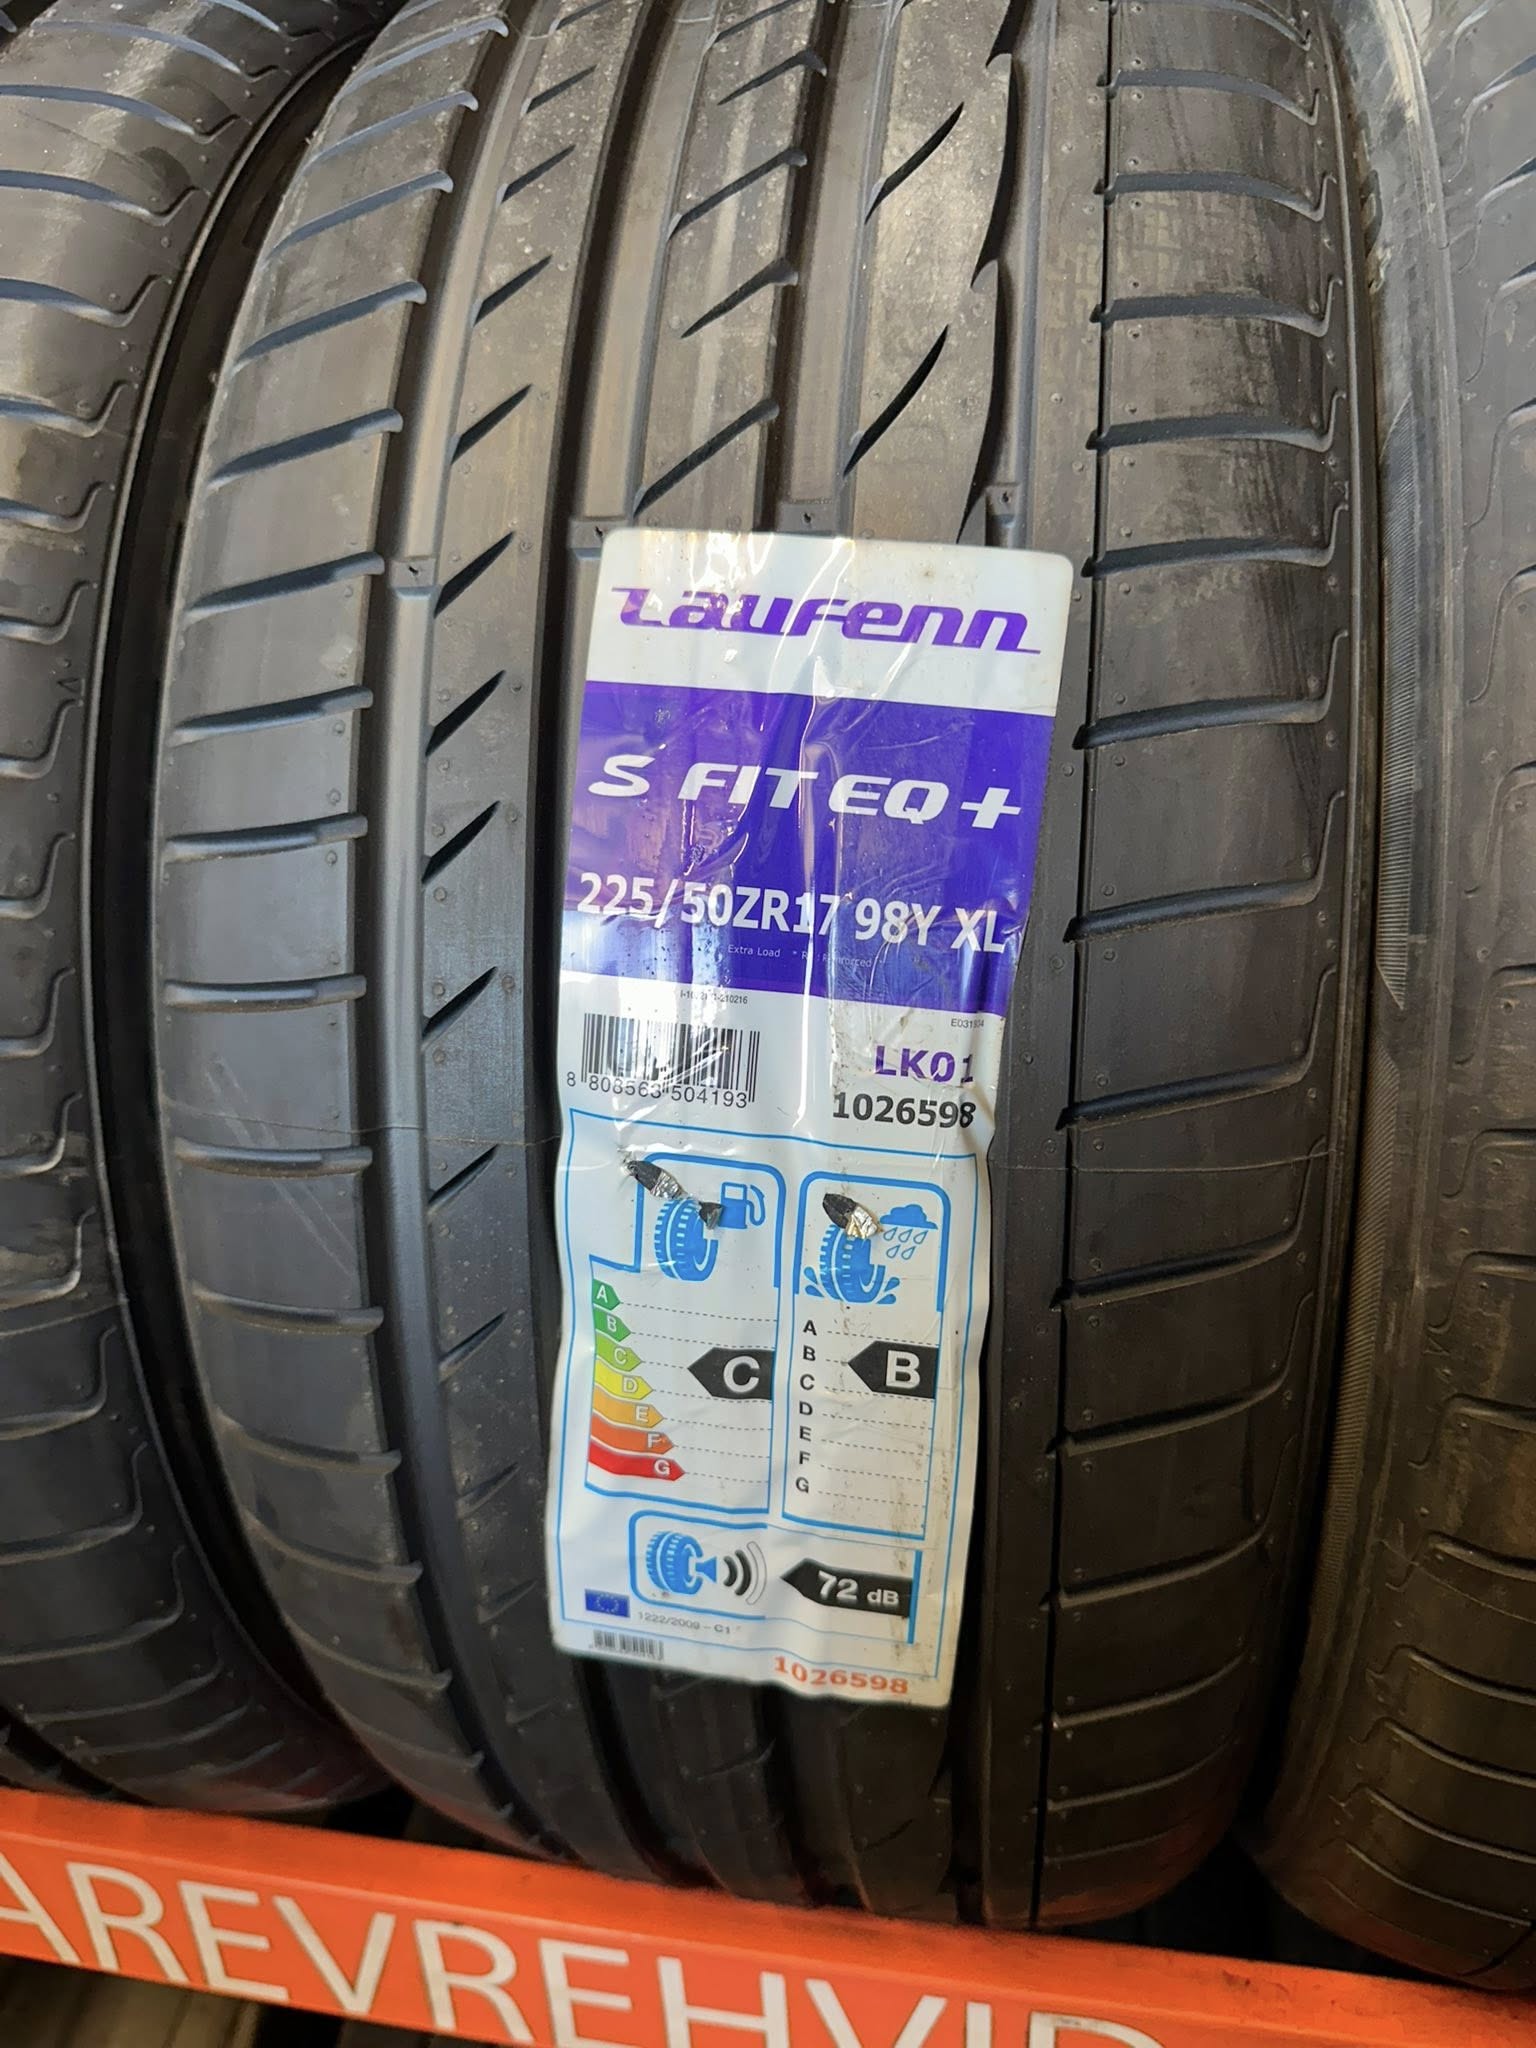 Laufenn
S FIT EQ+
225/50ZR17 98Y XL
Extra Load
LK01
8 808563 504193
1026598
A
B
C
D
E
F
G
C
A
B
C
D
E
F
G
B
72 dB
1222/2009 - C1
1026598
AREVREHVID